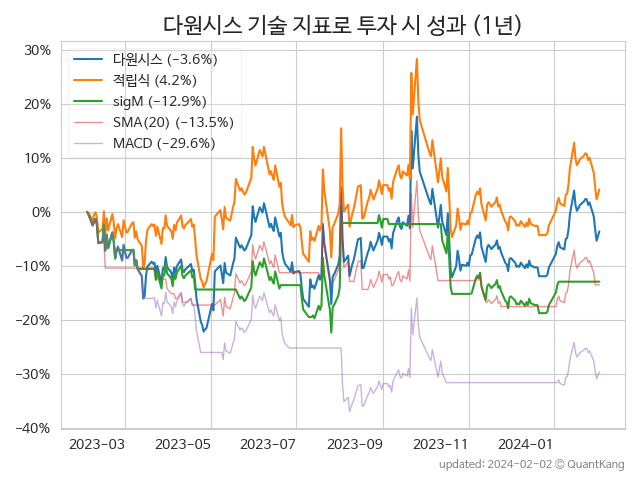 다원시스 기술 지표로 투자 시 성과 (1년)
30%
다원시스 (−3.6%)
적립식 (4.2%)
sigM (−12.9%)
SMA(20) (−13.5%)
MACD (−29.6%)
10%
0%
−10%
−20%
−30%
−40%
2023-03 2023-05 2023-07 2023-09 2023-11 2024-01
updated: 2024-02-02 © QuantKang